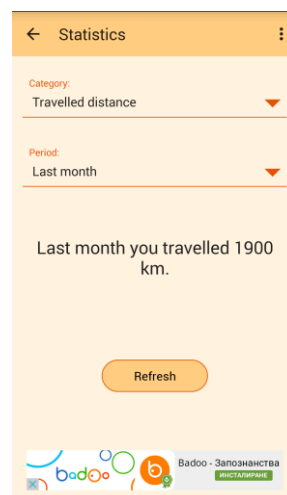 Statistics
Category:
Travelled distance
Period:
Last month
Last month you travelled 1900
km.
Refresh
badoo
Badoo - Запознанства
ИНСТАЛИРАНЕ